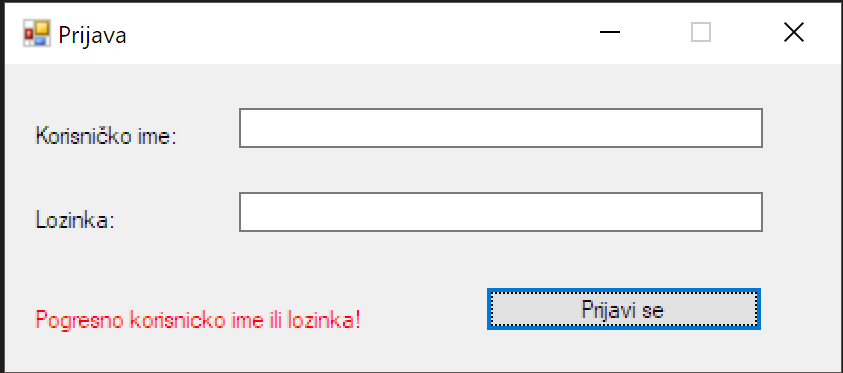 Prijava
Korisničko ime:
Lozinka:
Pogresno korisnicko ime ili lozinka!
Prijavi se